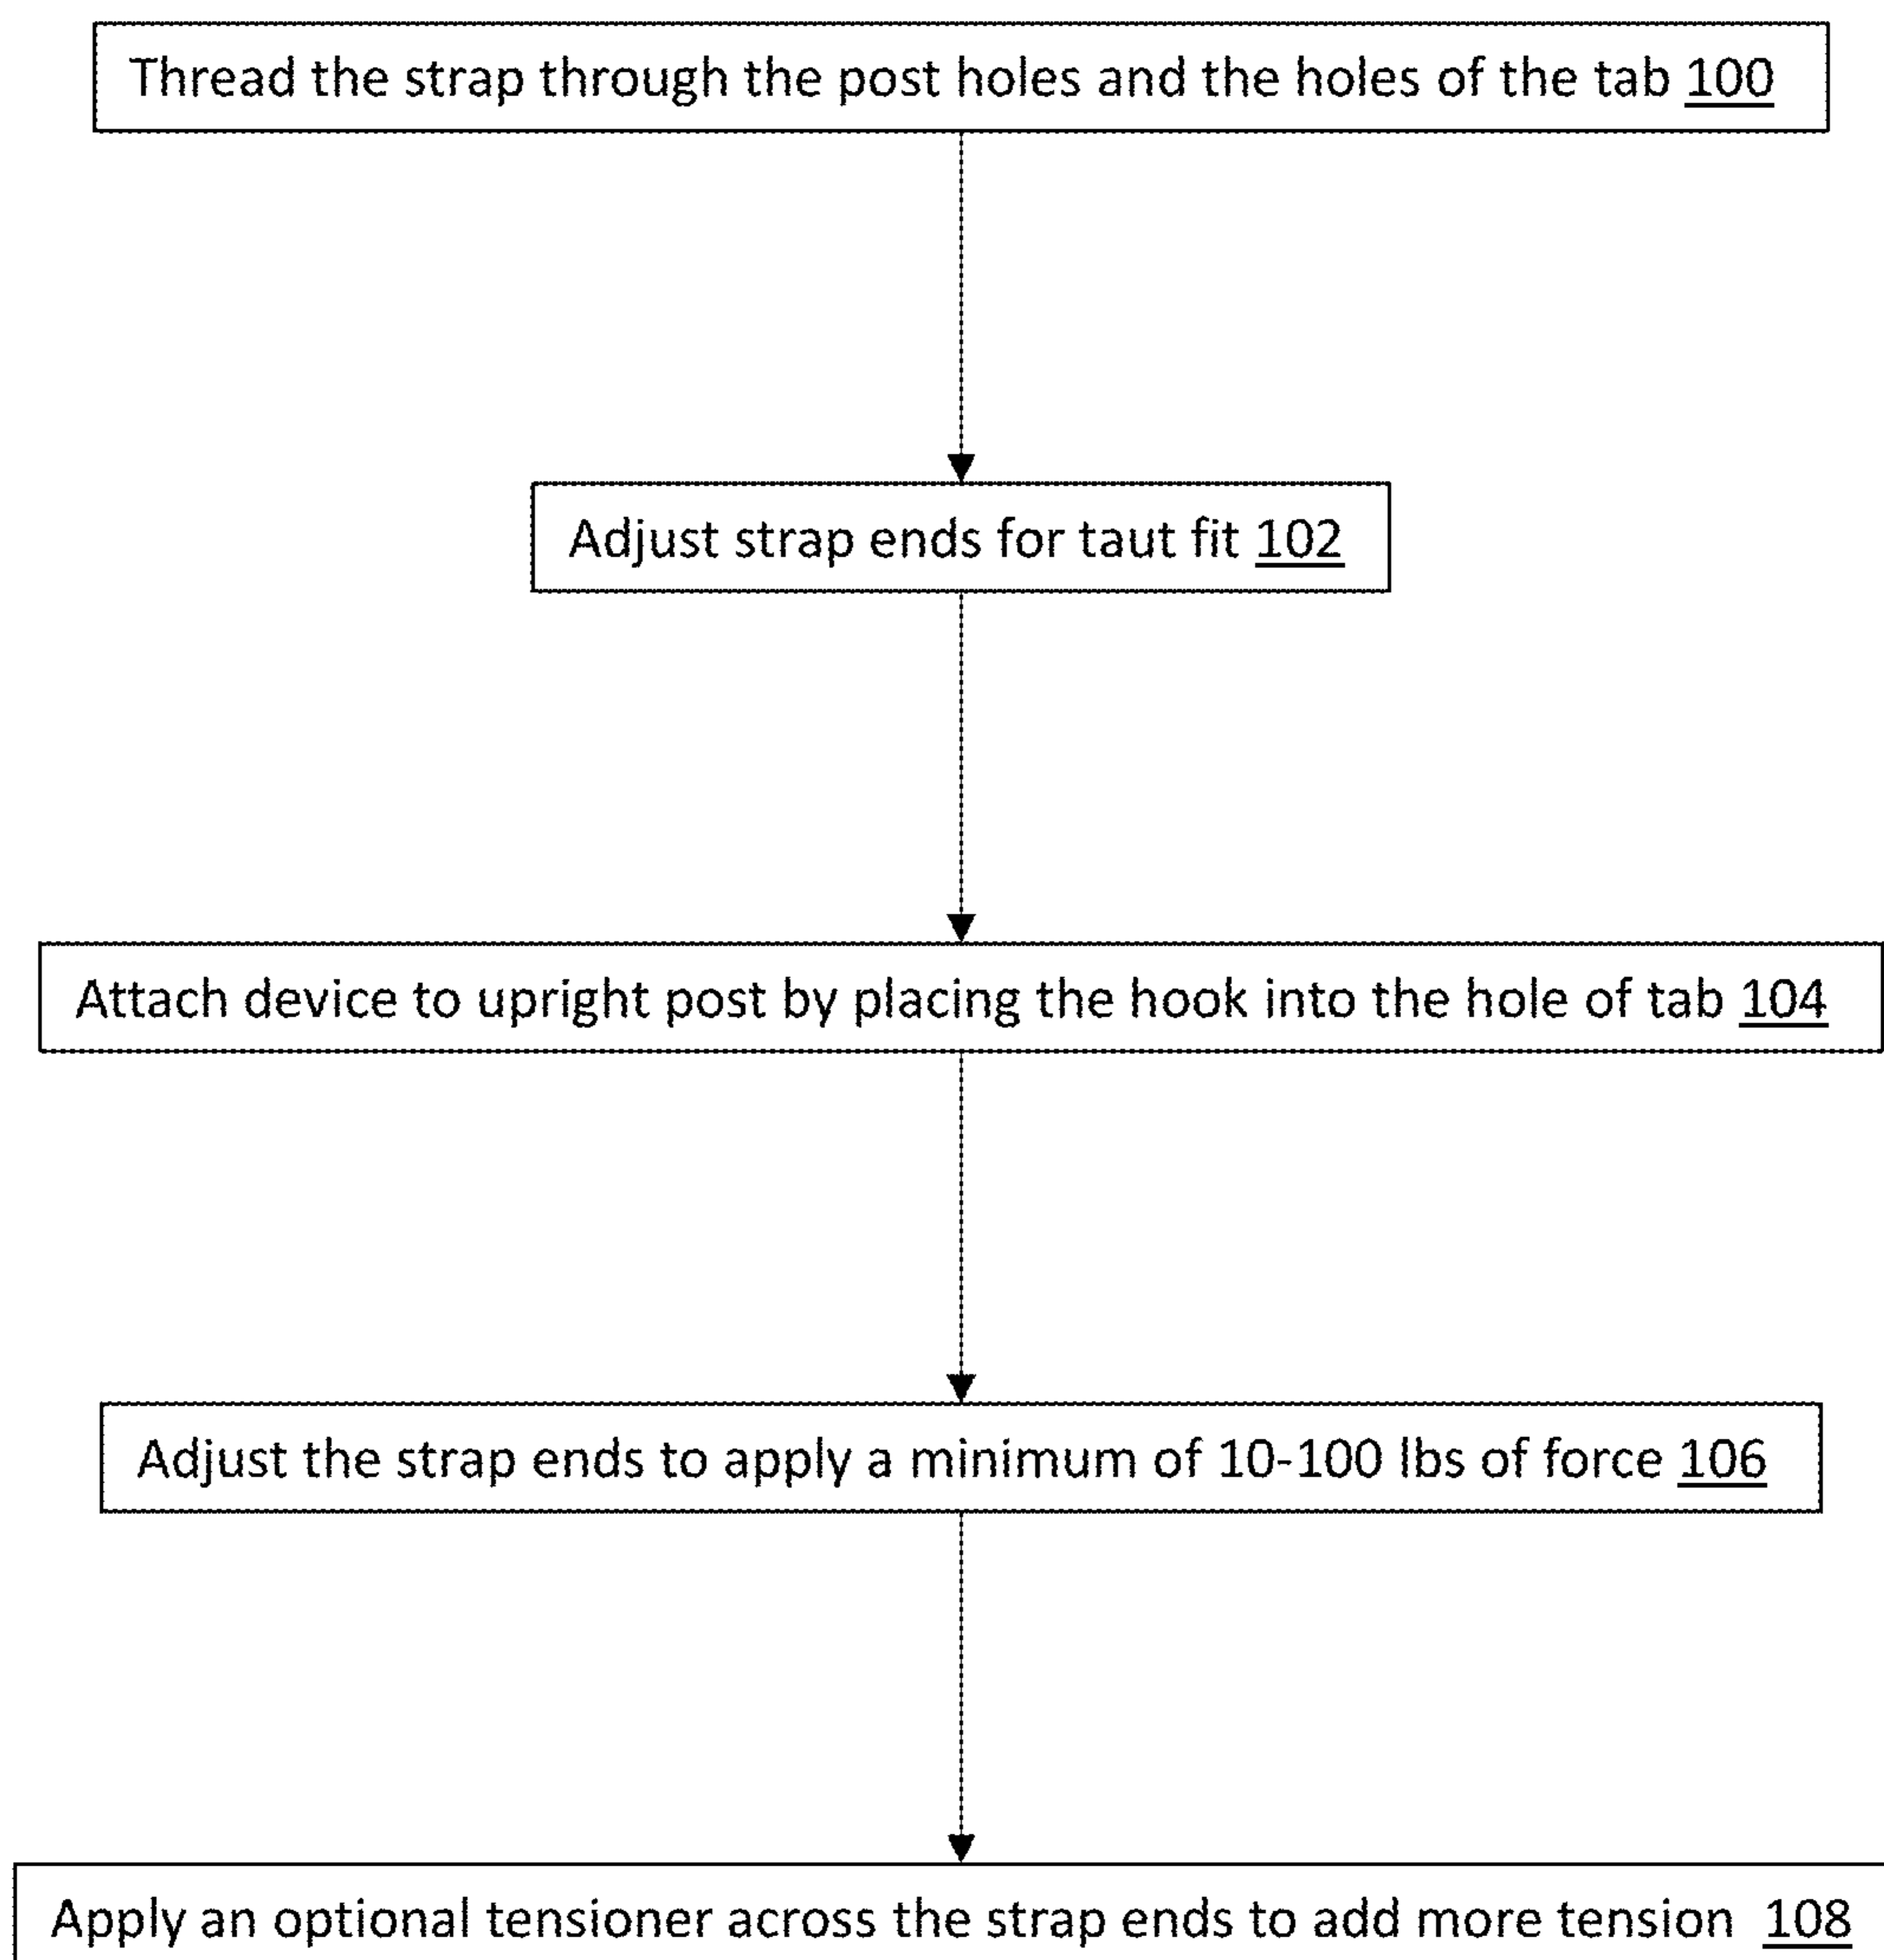 Thread the strap through the post holes and the holes of the tab 100
Adjust strap ends for taut fit 102
Attach device to upright post by placing the hook into the hole of tab 104
Adjust the strap ends to apply a minimum of 10-100 lbs of force 106
Apply an optional tensioner across the strap ends to add more tension 108